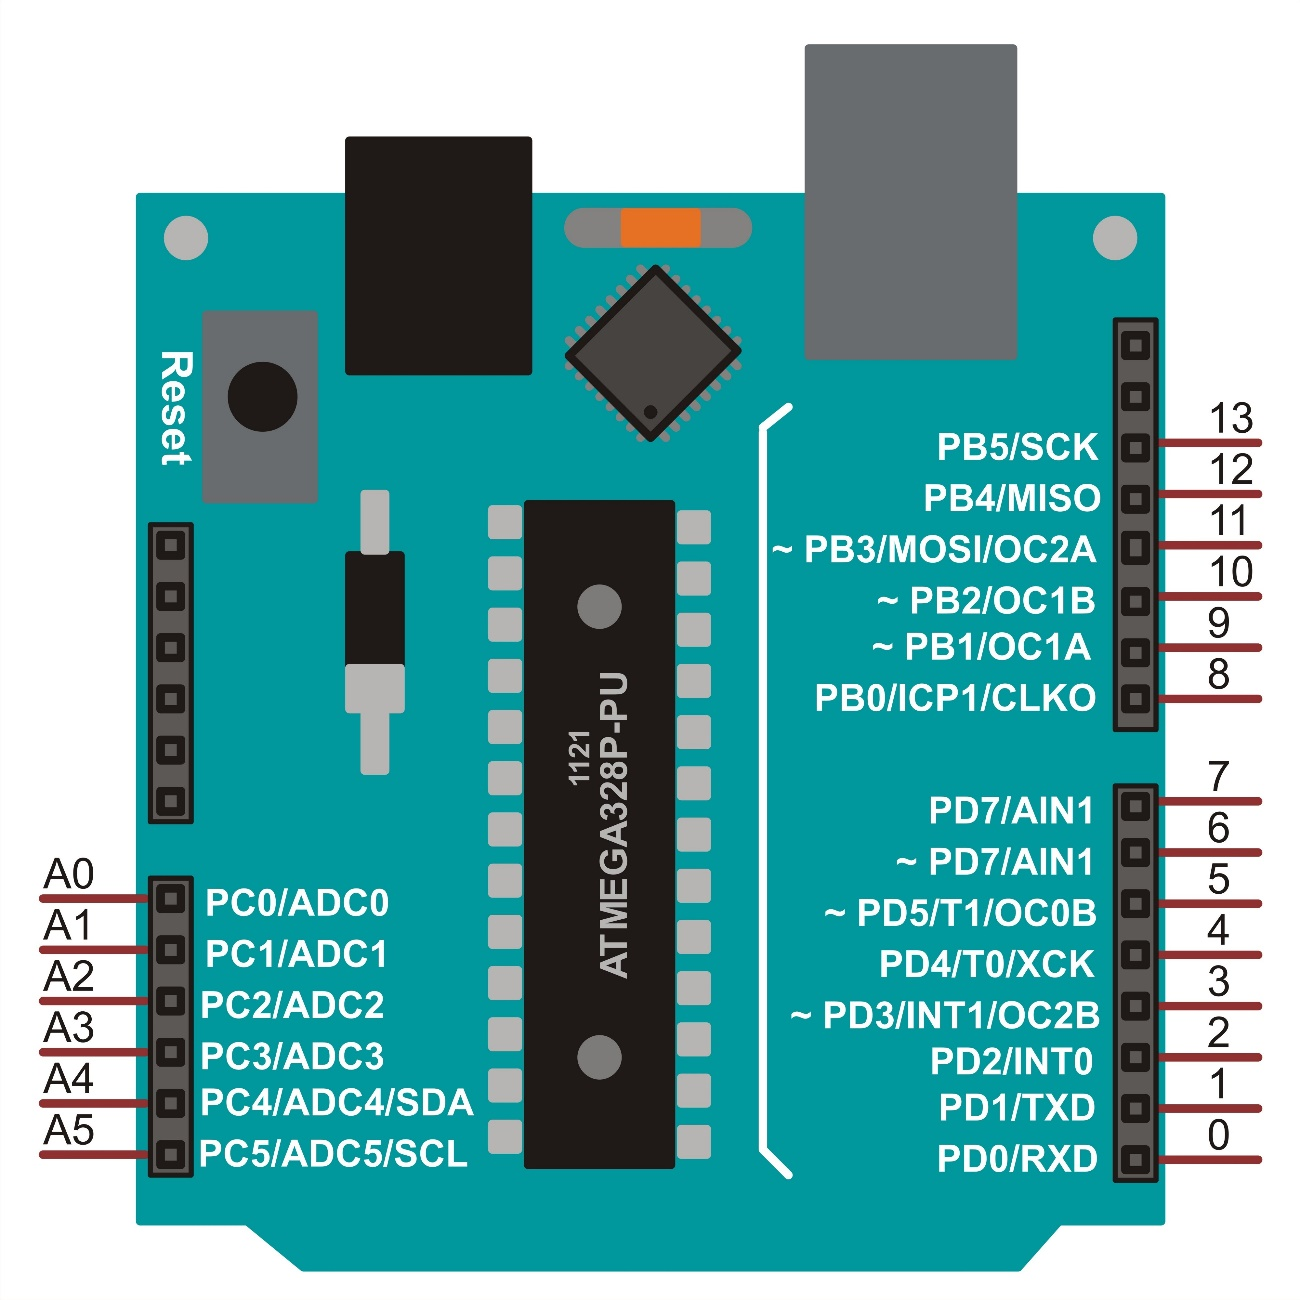 Reset
1121
ATMEGA328P-PU
A0
PC0/ADC0
A1
PC1/ADC1
A2
PC2/ADC2
A3
PC3/ADC3
A4
PC4/ADC4/SDA
A5
PC5/ADC5/SCL
13
PB5/SCK
12
PB4/MISO
11
~ PB3/MOSI/OC2A
10
~ PB2/OC1B
9
~ PB1/OC1A
8
PB0/ICP1/CLKO
7
PD7/AIN1
6
~ PD7/AIN1
5
~ PD5/T1/OC0B
4
PD4/T0/XCK
3
~ PD3/INT1/OC2B
2
PD2/INT0
1
PD1/TXD
0
PD0/RXD